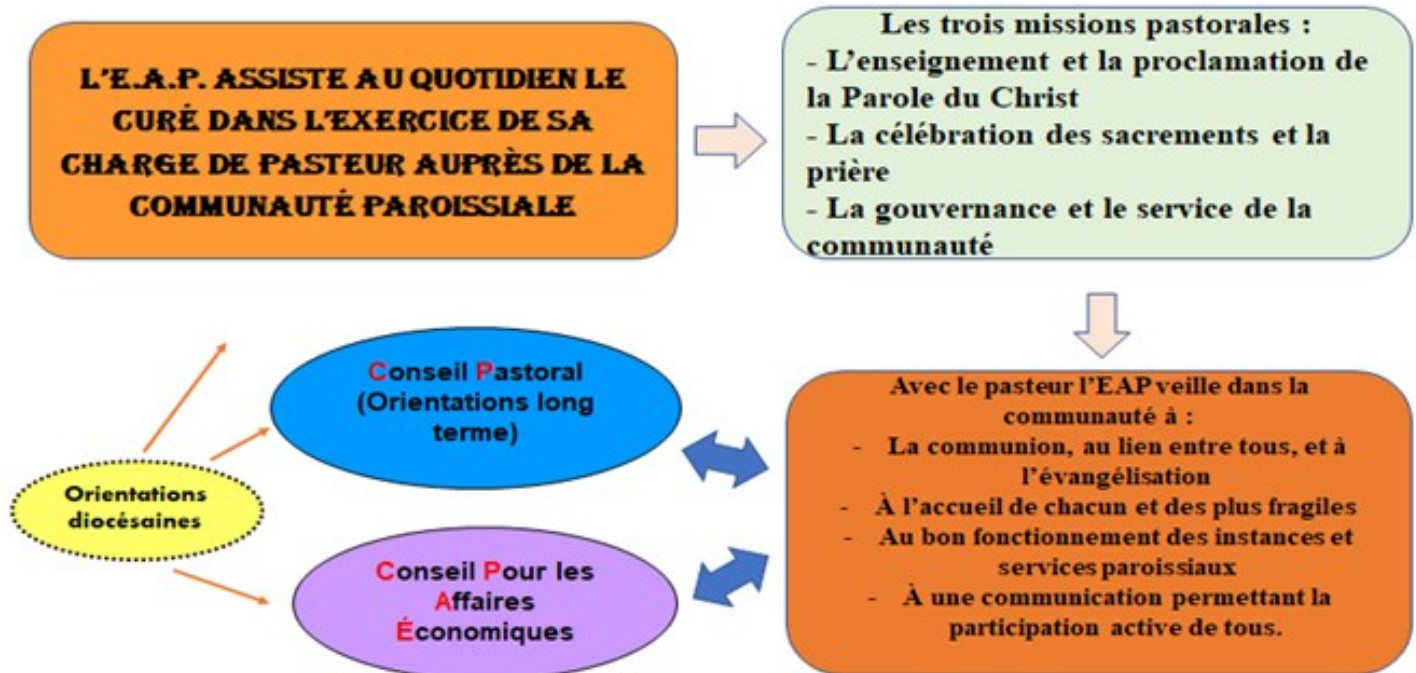 L'E.A.P. ASSISTE AU QUOTIDIEN LE
CURÉ DANS L'EXERCICE DE SA
CHARGE DE PASTEUR AUPRÈS DE LA
COMMUNAUTÉ PAROISSIALE
Les trois missions pastorales :
- L'enseignement et la proclamation de
la Parole du Christ
- La célébration des sacrements et la
prière
- La gouvernance et le service de la
communauté
Conseil Pastoral
(Orientations long
terme)
Orientations
diocésaines
Conseil Pour les
Affaires
Économiques
Avec le pasteur l'EAP veille dans la
communauté à :
- La communion, au lien entre tous, et à
l'évangélisation
- À l'accueil de chacun et des plus fragiles
- Au bon fonctionnement des instances et
services paroissiaux
- À une communication permettant la
participation active de tous.